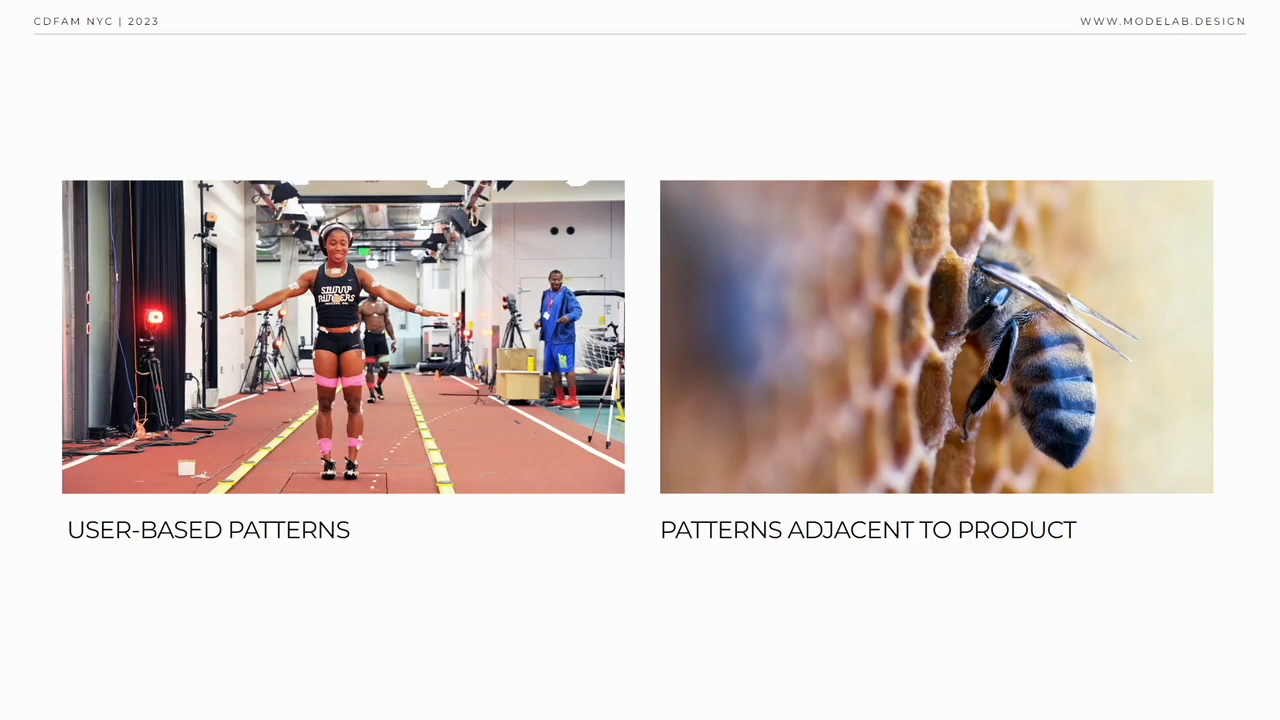 CDFAM NYC | 2023
WWW.MODELAB.DESIGN
USER-BASED PATTERNS
PATTERNS ADJACENT TO PRODUCT